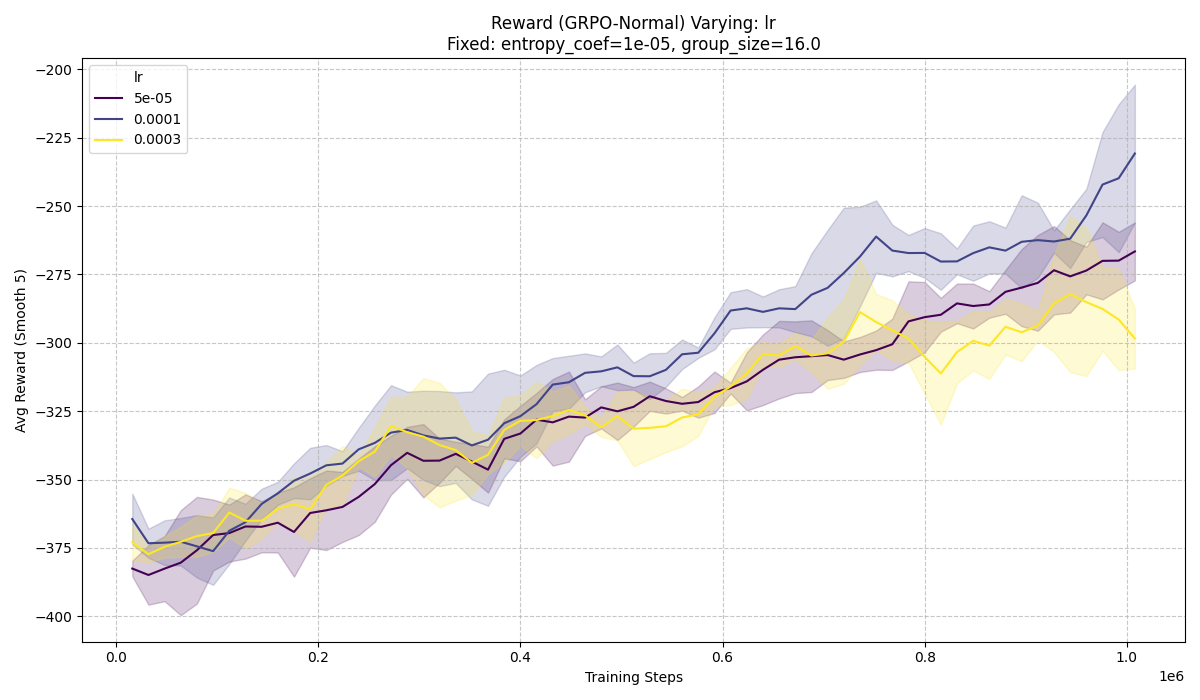 Reward (GRPO-Normal) Varying: lr
Fixed: entropy_coef=1e-05, group_size=16.0
lr
5e-05
0.0001
0.0003
Avg Reward (Smooth 5)
−200
−225
−250
−275
−300
−325
−350
−375
−400
0.0
0.2
0.4
0.6
0.8
1.0
1e6
Training Steps